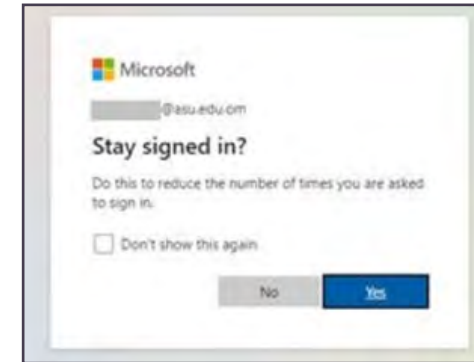 Microsoft
@asu.edu.om
Stay signed in?
Do this to reduce the number of times you are asked
to sign in.
Don't show this again
No
Yes